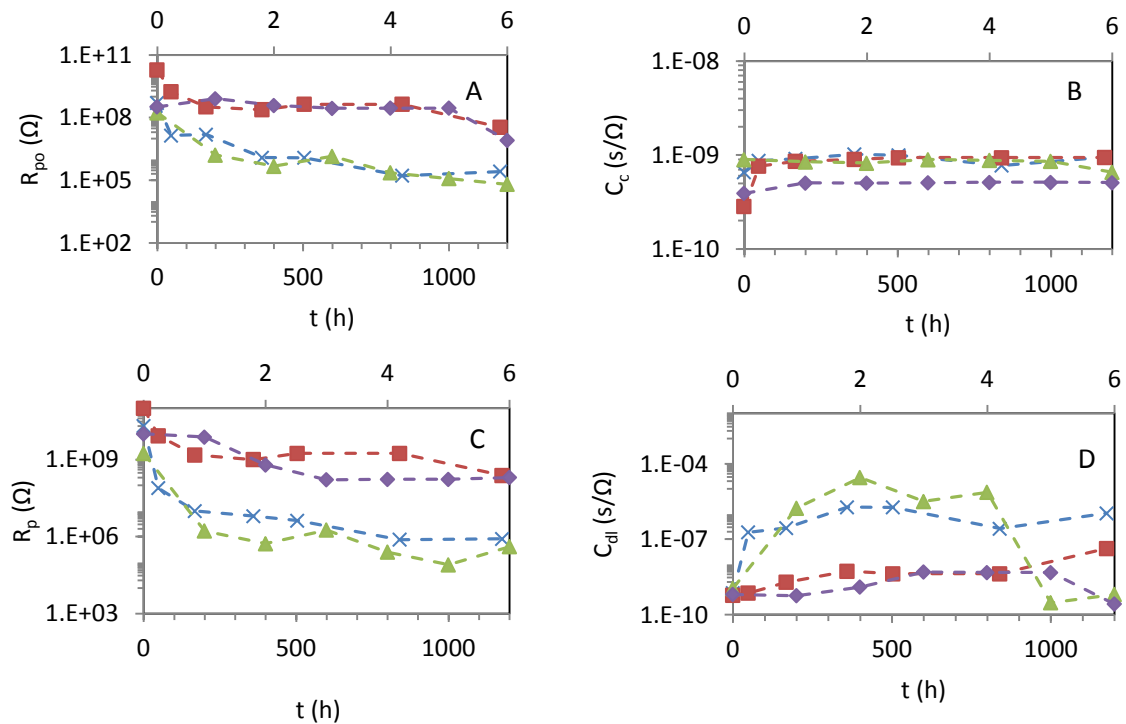 0 2 4 6
1.E+11
1.E+08
1.E+05
1.E+02
R_po (Ω)
A
0 500 1000
t (h)
0 2 4 6
1.E-08
1.E-09
1.E-10
C_c (s/Ω)
B
0 500 1000
t (h)
0 2 4 6
1.E+09
1.E+06
1.E+03
R_p (Ω)
C
0 500 1000
t (h)
0 2 4 6
1.E-04
1.E-07
1.E-10
C_dl (s/Ω)
D
0 500 1000
t (h)